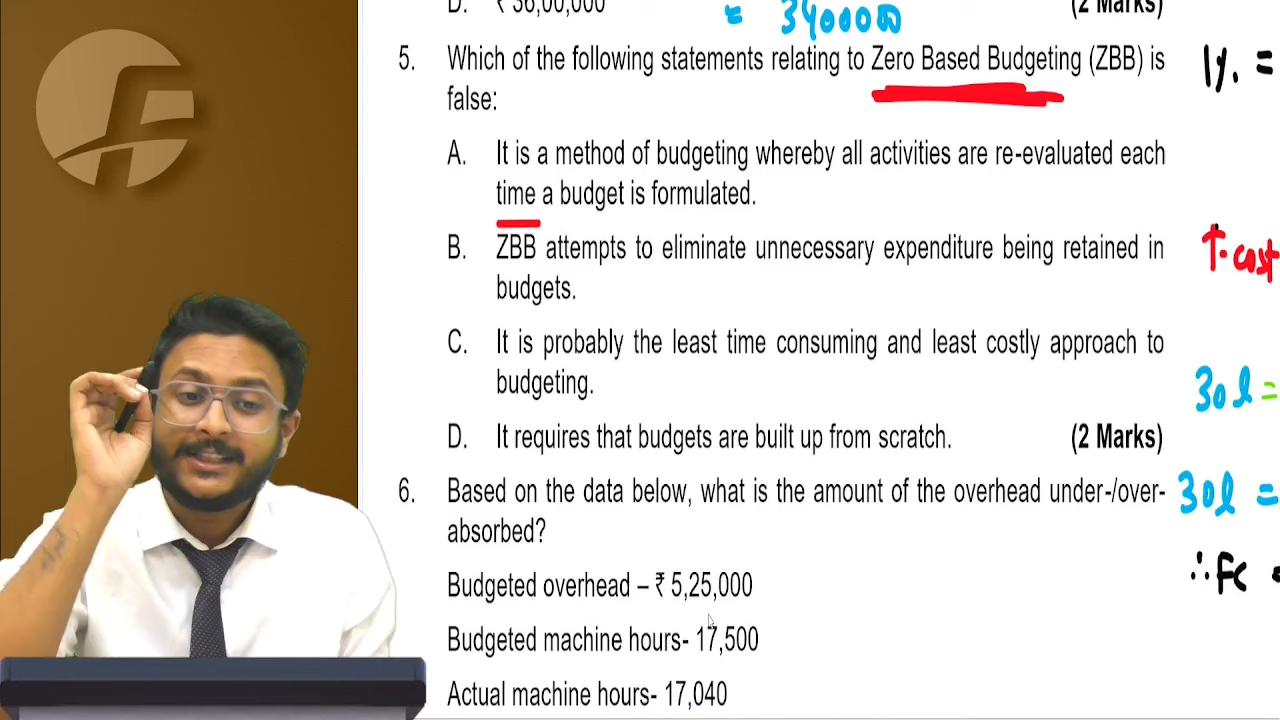 D. ₹ 36,00,000 (2 Marks)
= 3400000
5. Which of the following statements relating to Zero Based Budgeting (ZBB) is
false:
A. It is a method of budgeting whereby all activities are re-evaluated each
time a budget is formulated.
B. ZBB attempts to eliminate unnecessary expenditure being retained in
budgets.
C. It is probably the least time consuming and least costly approach to
budgeting.
D. It requires that budgets are built up from scratch. (2 Marks)
6. Based on the data below, what is the amount of the overhead under-/over-
absorbed?
Budgeted overhead – ₹ 5,25,000
Budgeted machine hours- 17,500
Actual machine hours- 17,040
1y. =
T. cost
30l =
30l =
∴ FC =